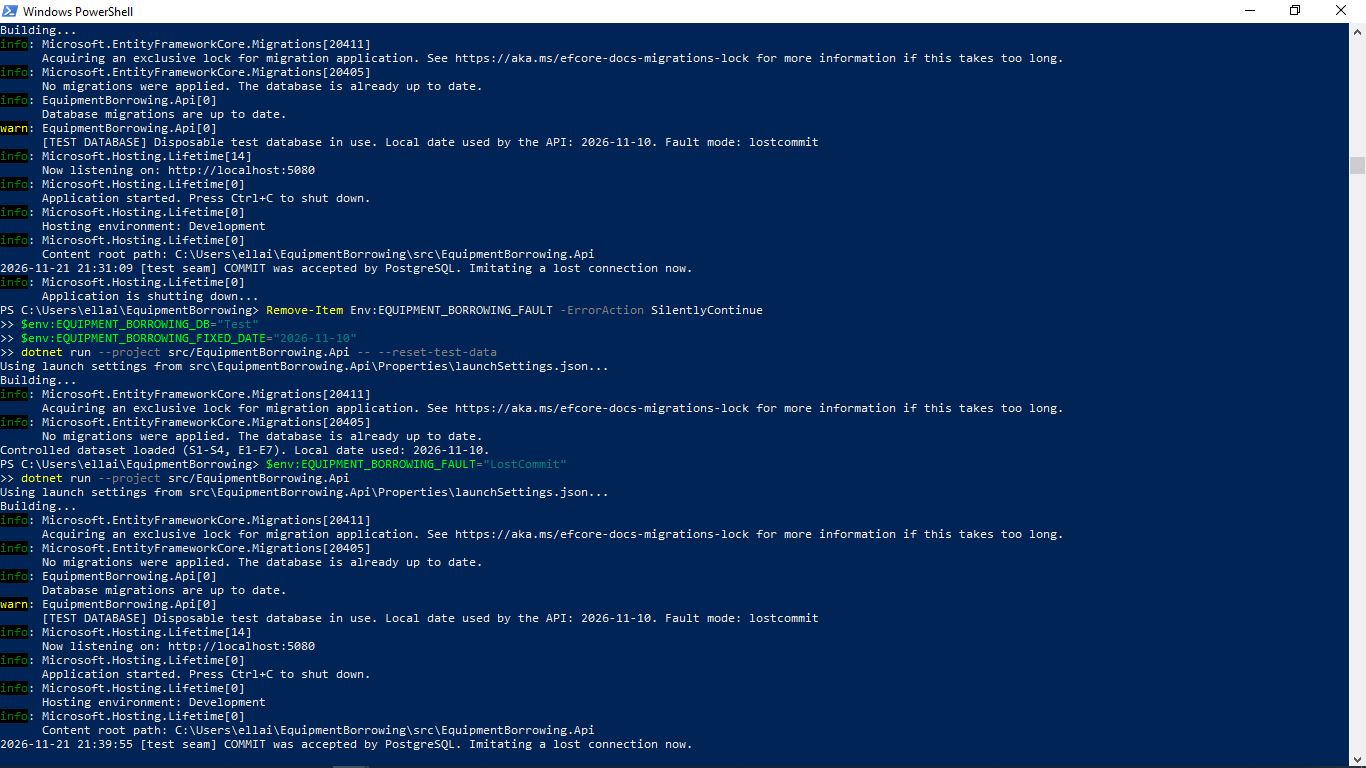 Windows PowerShell
Building...
info: Microsoft.EntityFrameworkCore.Migrations[20411]
      Acquiring an exclusive lock for migration application. See https://aka.ms/efcore-docs-migrations-lock for more information if this takes too long.
info: Microsoft.EntityFrameworkCore.Migrations[20405]
      No migrations were applied. The database is already up to date.
info: EquipmentBorrowing.Api[0]
      Database migrations are up to date.
warn: EquipmentBorrowing.Api[0]
      [TEST DATABASE] Disposable test database in use. Local date used by the API: 2026-11-10. Fault mode: lostcommit
info: Microsoft.Hosting.Lifetime[14]
      Now listening on: http://localhost:5080
info: Microsoft.Hosting.Lifetime[0]
      Application started. Press Ctrl+C to shut down.
info: Microsoft.Hosting.Lifetime[0]
      Hosting environment: Development
info: Microsoft.Hosting.Lifetime[0]
      Content root path: C:\Users\ellai\EquipmentBorrowing\src\EquipmentBorrowing.Api
2026-11-21 21:31:09 [test seam] COMMIT was accepted by PostgreSQL. Imitating a lost connection now.
info: Microsoft.Hosting.Lifetime[0]
      Application is shutting down...
PS C:\Users\ellai\EquipmentBorrowing> Remove-Item Env:EQUIPMENT_BORROWING_FAULT -ErrorAction SilentlyContinue
>> $env:EQUIPMENT_BORROWING_DB="Test"
>> $env:EQUIPMENT_BORROWING_FIXED_DATE="2026-11-10"
>> dotnet run --project src/EquipmentBorrowing.Api -- --reset-test-data
Using launch settings from src\EquipmentBorrowing.Api\Properties\launchSettings.json...
Building...
info: Microsoft.EntityFrameworkCore.Migrations[20411]
      Acquiring an exclusive lock for migration application. See https://aka.ms/efcore-docs-migrations-lock for more information if this takes too long.
info: Microsoft.EntityFrameworkCore.Migrations[20405]
      No migrations were applied. The database is already up to date.
Controlled dataset loaded (S1-S4, E1-E7). Local date used: 2026-11-10.
PS C:\Users\ellai\EquipmentBorrowing> $env:EQUIPMENT_BORROWING_FAULT="LostCommit"
>> dotnet run --project src/EquipmentBorrowing.Api
Using launch settings from src\EquipmentBorrowing.Api\Properties\launchSettings.json...
Building...
info: Microsoft.EntityFrameworkCore.Migrations[20411]
      Acquiring an exclusive lock for migration application. See https://aka.ms/efcore-docs-migrations-lock for more information if this takes too long.
info: Microsoft.EntityFrameworkCore.Migrations[20405]
      No migrations were applied. The database is already up to date.
info: EquipmentBorrowing.Api[0]
      Database migrations are up to date.
warn: EquipmentBorrowing.Api[0]
      [TEST DATABASE] Disposable test database in use. Local date used by the API: 2026-11-10. Fault mode: lostcommit
info: Microsoft.Hosting.Lifetime[14]
      Now listening on: http://localhost:5080
info: Microsoft.Hosting.Lifetime[0]
      Application started. Press Ctrl+C to shut down.
info: Microsoft.Hosting.Lifetime[0]
      Hosting environment: Development
info: Microsoft.Hosting.Lifetime[0]
      Content root path: C:\Users\ellai\EquipmentBorrowing\src\EquipmentBorrowing.Api
2026-11-21 21:39:55 [test seam] COMMIT was accepted by PostgreSQL. Imitating a lost connection now.